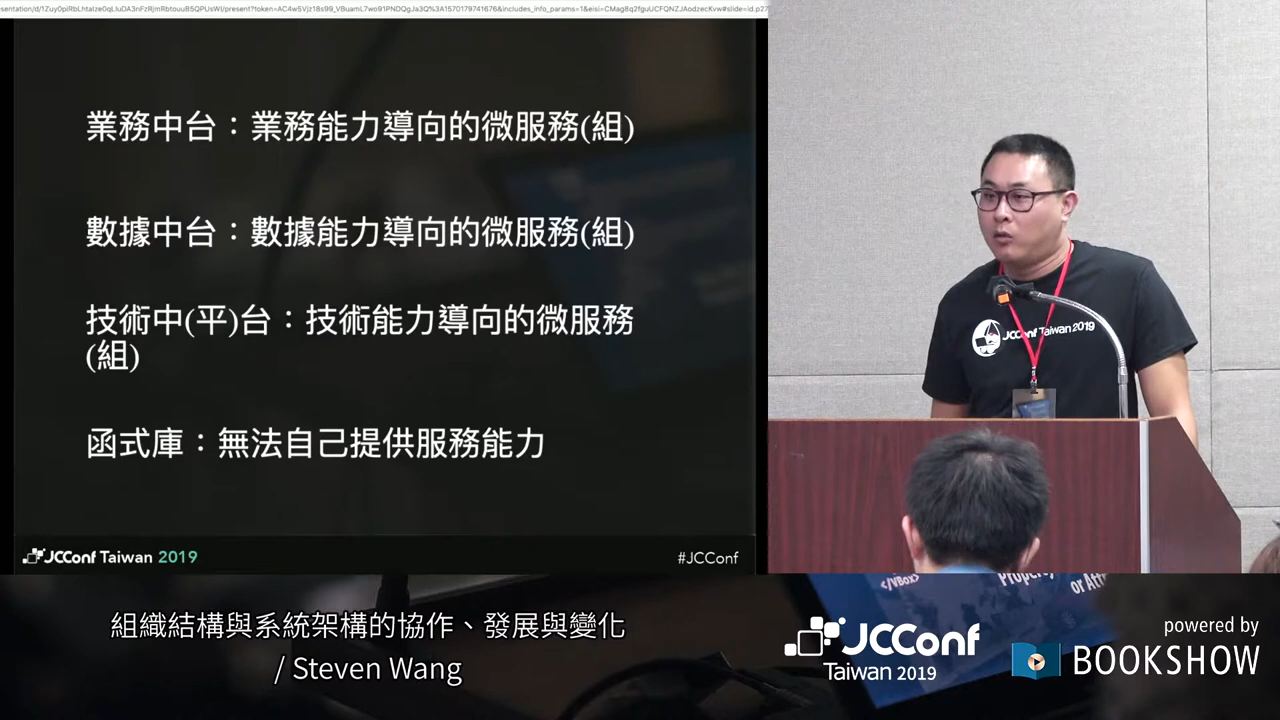 業務中台：業務能力導向的微服務(組)
數據中台：數據能力導向的微服務(組)
技術中(平)台：技術能力導向的微服務
(組)
函式庫：無法自己提供服務能力
JCConf Taiwan 2019
#JCConf
JCConf Taiwan 2019
</VBox>
組織結構與系統架構的協作、發展與變化
/ Steven Wang
JCConf
Taiwan 2019
powered by
BOOKSHOW